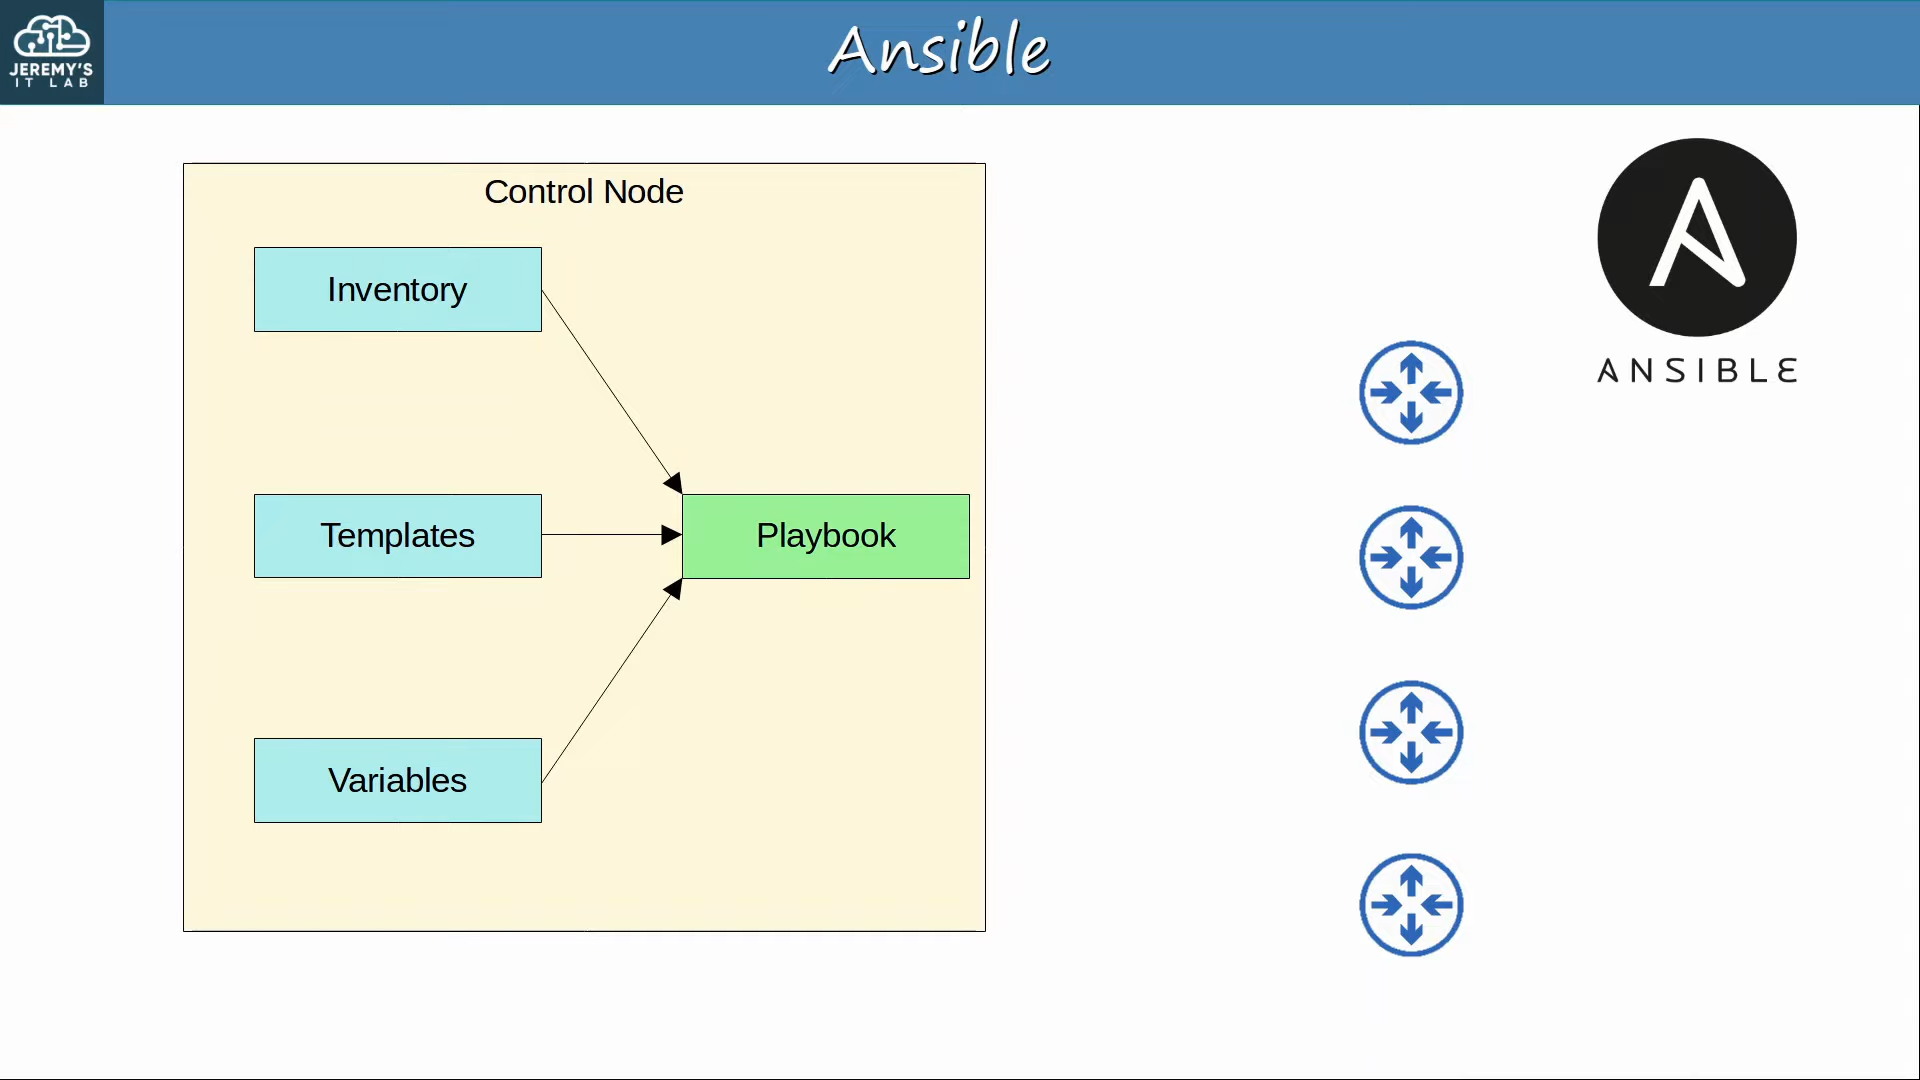 JEREMY'S
IT LAB
Ansible
Control Node
Inventory
Templates
Playbook
Variables
ANSIBLE